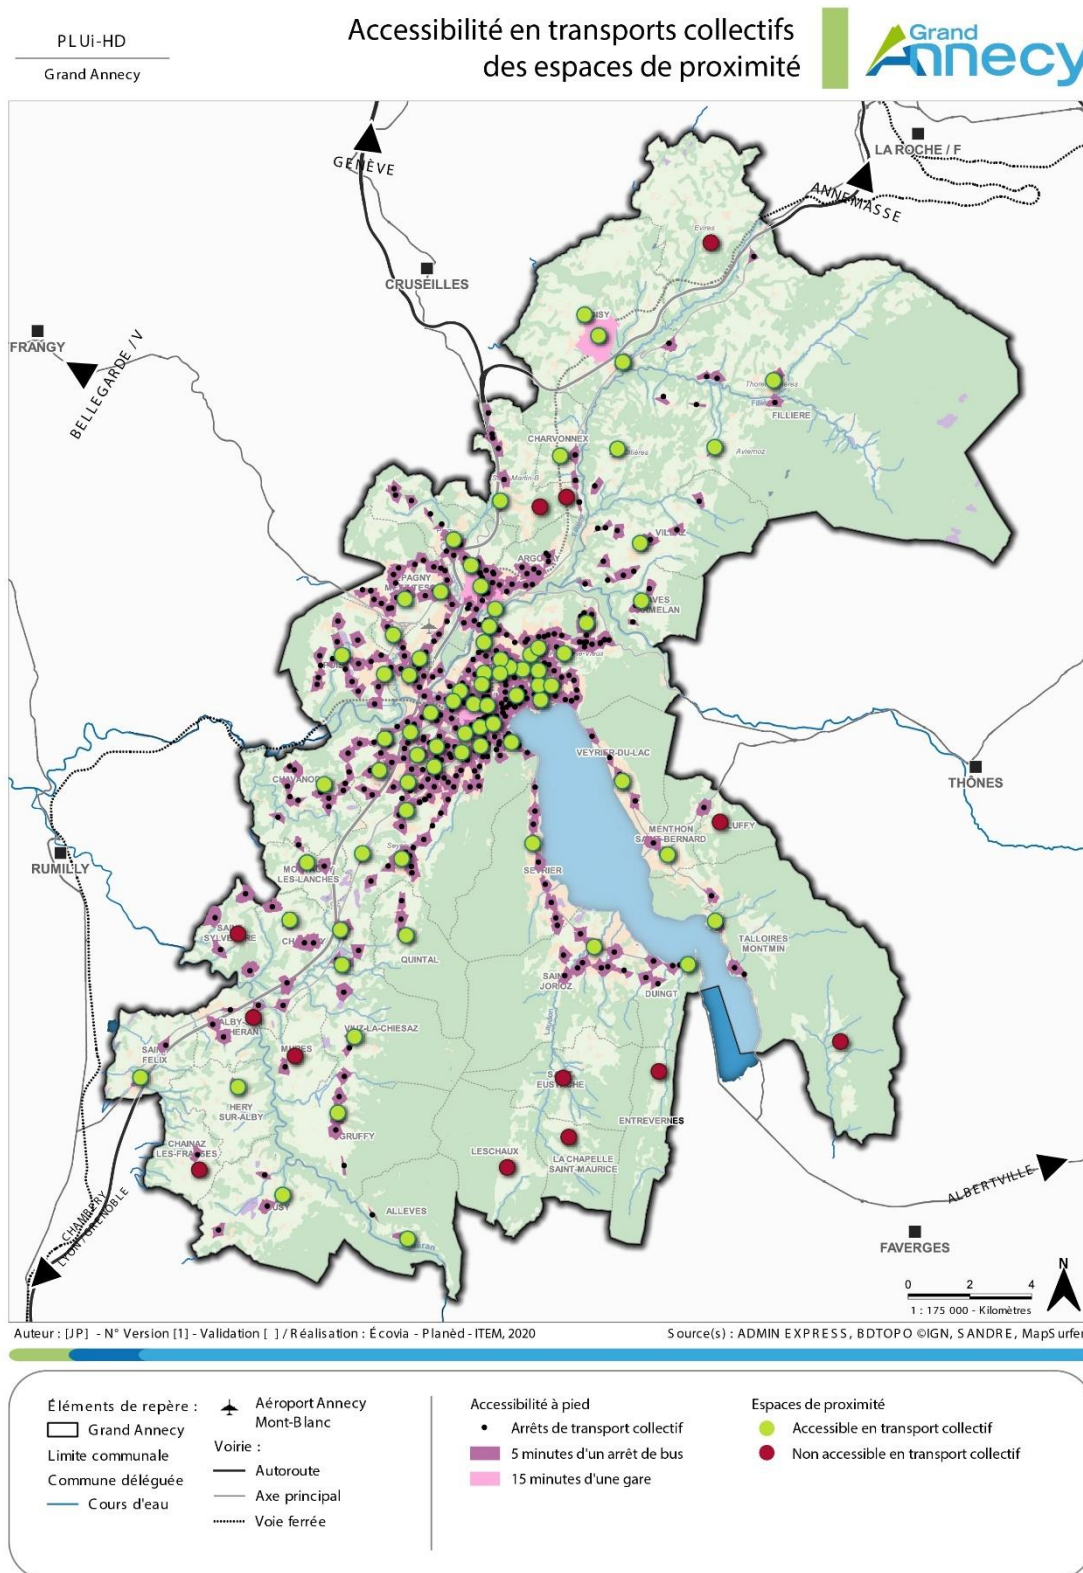 PLUi-HD
Grand Annecy
Accessibilité en transports collectifs
des espaces de proximité
Grand
Annecy
LA ROCHE / F
GENÈVE
ANNEMASSE
Evires
CRUSEILLES
FRANGY
BELLEGARDE / V
FILLIERE
CHARVONNEX
Aviernoz
VEYRIER-DU-LAC
THÔNES
MENTHON
SAINT-BERNARD
RUMILLY
LES-LANCHES
SEVRIER
QUINTAL
TALLOIRES
MONTMIN
JORIOZ
DUINGT
Laudon
VIUZ-LA-CHIESAZ
FELIX
HERY
SUR-ALBY
GRUFFY
ENTREVERNES
CHAINAZ
LES-FRASSES
LESCHAUX
LA CHAPELLE
SAINT-MAURICE
ALLEVES
ALBERTVILLE
CHAMBERY
LYON / GRENOBLE
FAVERGES
N
0 2 4
1 : 175 000 - Kilomètres
Auteur : [JP] - N° Version [1] - Validation [ ] / Réalisation : Écovia - Planèd - ITEM, 2020
Source(s) : ADMIN EXPRESS, BDTOPO ©IGN, SANDRE, MapSurfer
Éléments de repère :
Grand Annecy
Limite communale
Commune déléguée
Cours d'eau
Aéroport Annecy
Mont-Blanc
Voirie :
Autoroute
Axe principal
Voie ferrée
Accessibilité à pied
Arrêts de transport collectif
5 minutes d'un arrêt de bus
15 minutes d'une gare
Espaces de proximité
Accessible en transport collectif
Non accessible en transport collectif